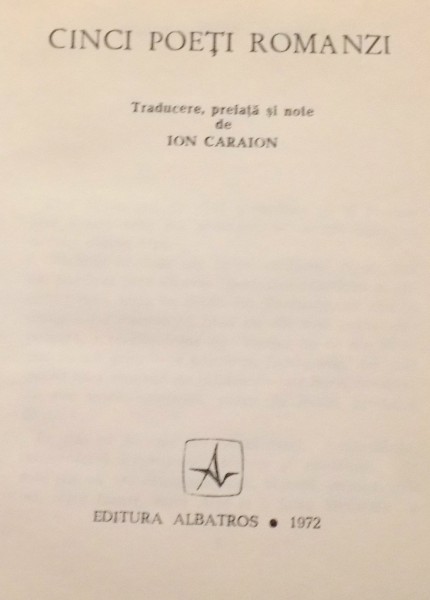 CINCI POEȚI ROMANZI
Traducere, prefață și note
de
ION CARAION
EDITURA ALBATROS • 1972